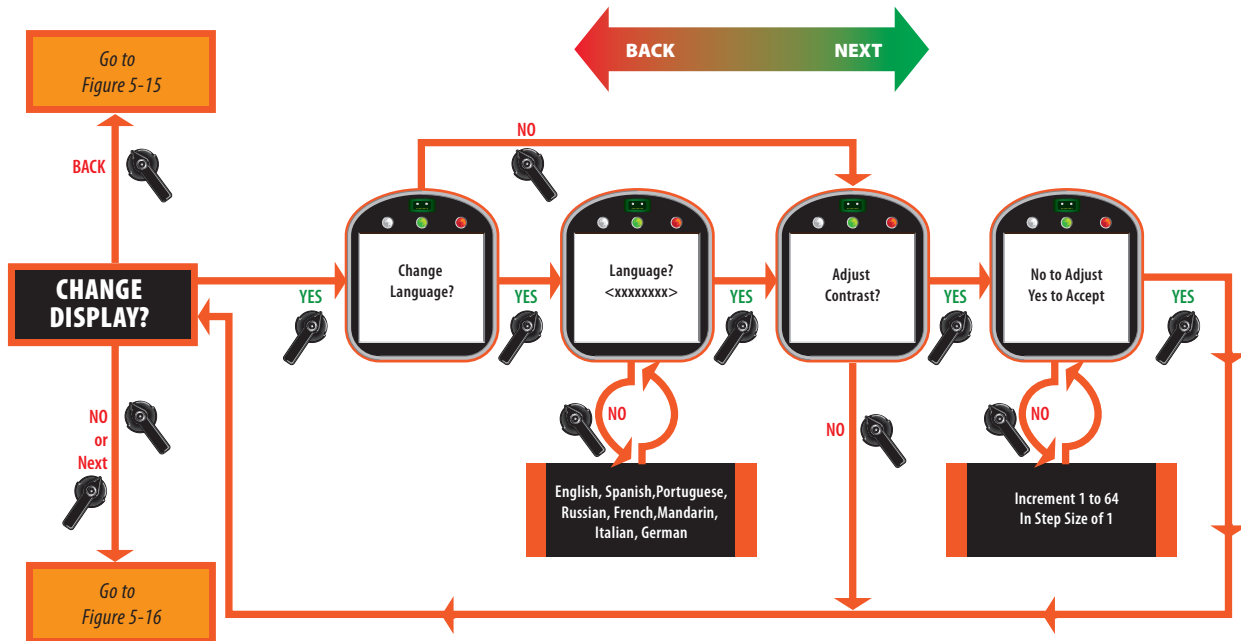 Go to
Figure 5-15
BACK NEXT
BACK
NO
CHANGE
DISPLAY?
YES
Change
Language?
YES
Language?
<xxxxxxxx>
YES
Adjust
Contrast?
YES
No to Adjust
Yes to Accept
YES
NO
or
Next
NO
NO
NO
English, Spanish,Portuguese,
Russian, French,Mandarin,
Italian, German
Increment 1 to 64
In Step Size of 1
Go to
Figure 5-16